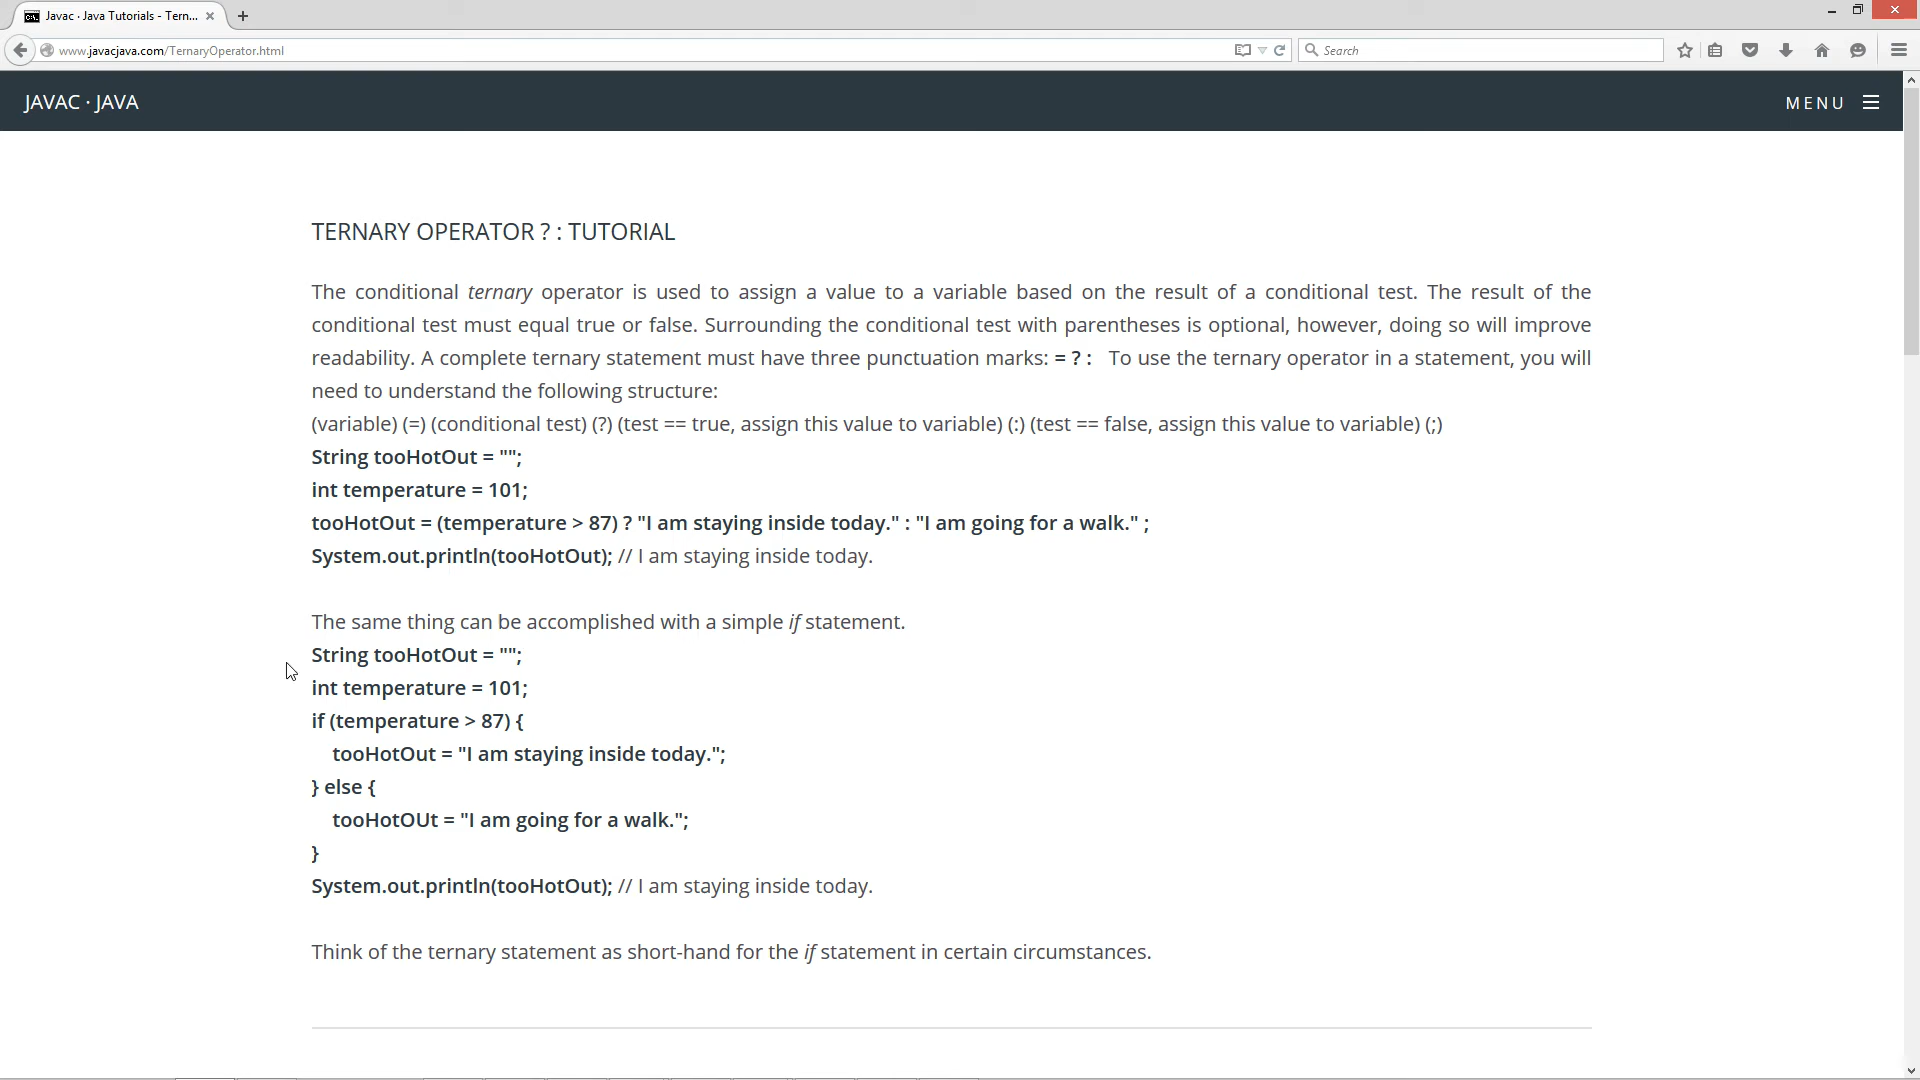 Javac · Java Tutorials - Tern...
www.javacjava.com/TernaryOperator.html
Search
JAVAC · JAVA
MENU
TERNARY OPERATOR ? : TUTORIAL
The conditional ternary operator is used to assign a value to a variable based on the result of a conditional test. The result of the
conditional test must equal true or false. Surrounding the conditional test with parentheses is optional, however, doing so will improve
readability. A complete ternary statement must have three punctuation marks: = ? : To use the ternary operator in a statement, you will
need to understand the following structure:
(variable) (=) (conditional test) (?) (test == true, assign this value to variable) (:) (test == false, assign this value to variable) (;)
String tooHotOut = "";
int temperature = 101;
tooHotOut = (temperature > 87) ? "I am staying inside today." : "I am going for a walk." ;
System.out.println(tooHotOut); // I am staying inside today.
The same thing can be accomplished with a simple if statement.
String tooHotOut = "";
int temperature = 101;
if (temperature > 87) {
tooHotOut = "I am staying inside today.";
} else {
tooHotOUt = "I am going for a walk.";
}
System.out.println(tooHotOut); // I am staying inside today.
Think of the ternary statement as short-hand for the if statement in certain circumstances.